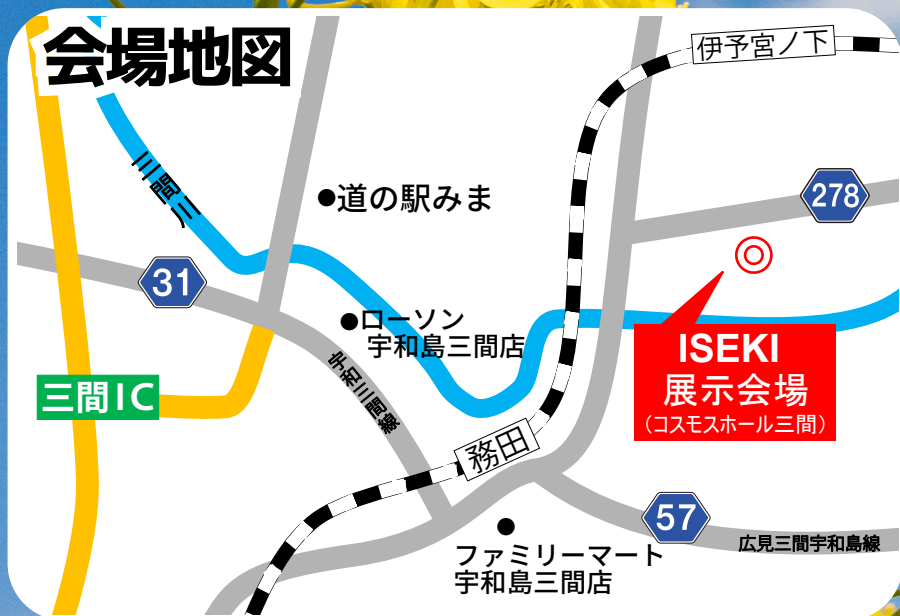 会場地図
伊予宮ノ下
三間川
道の駅みま
278
31
ローソン
宇和島三間店
宇和三間線
ISEKI
展示会場
(コスモスホール三間)
三間IC
務田
57
広見三間宇和島線
ファミリーマート
宇和島三間店